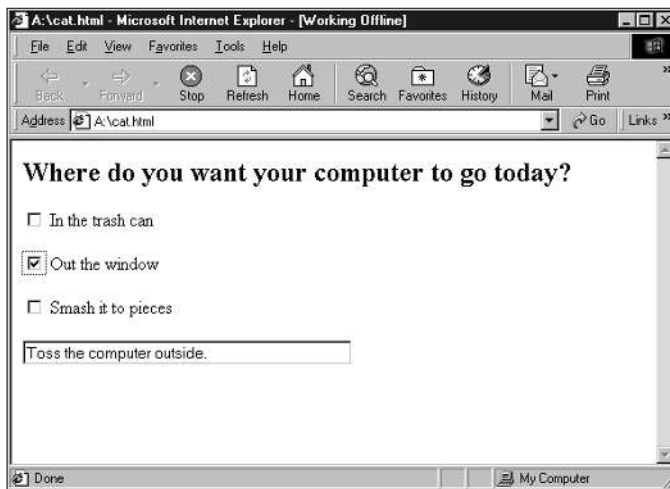 A:\cat.html - Microsoft Internet Explorer - [Working Offline]
File Edit View Favorites Tools Help
Back Forward Stop Refresh Home Search Favorites History Mail Print »
Address A:\cat.html Go Links »
Where do you want your computer to go today?
In the trash can
Out the window
Smash it to pieces
Toss the computer outside.
Done My Computer